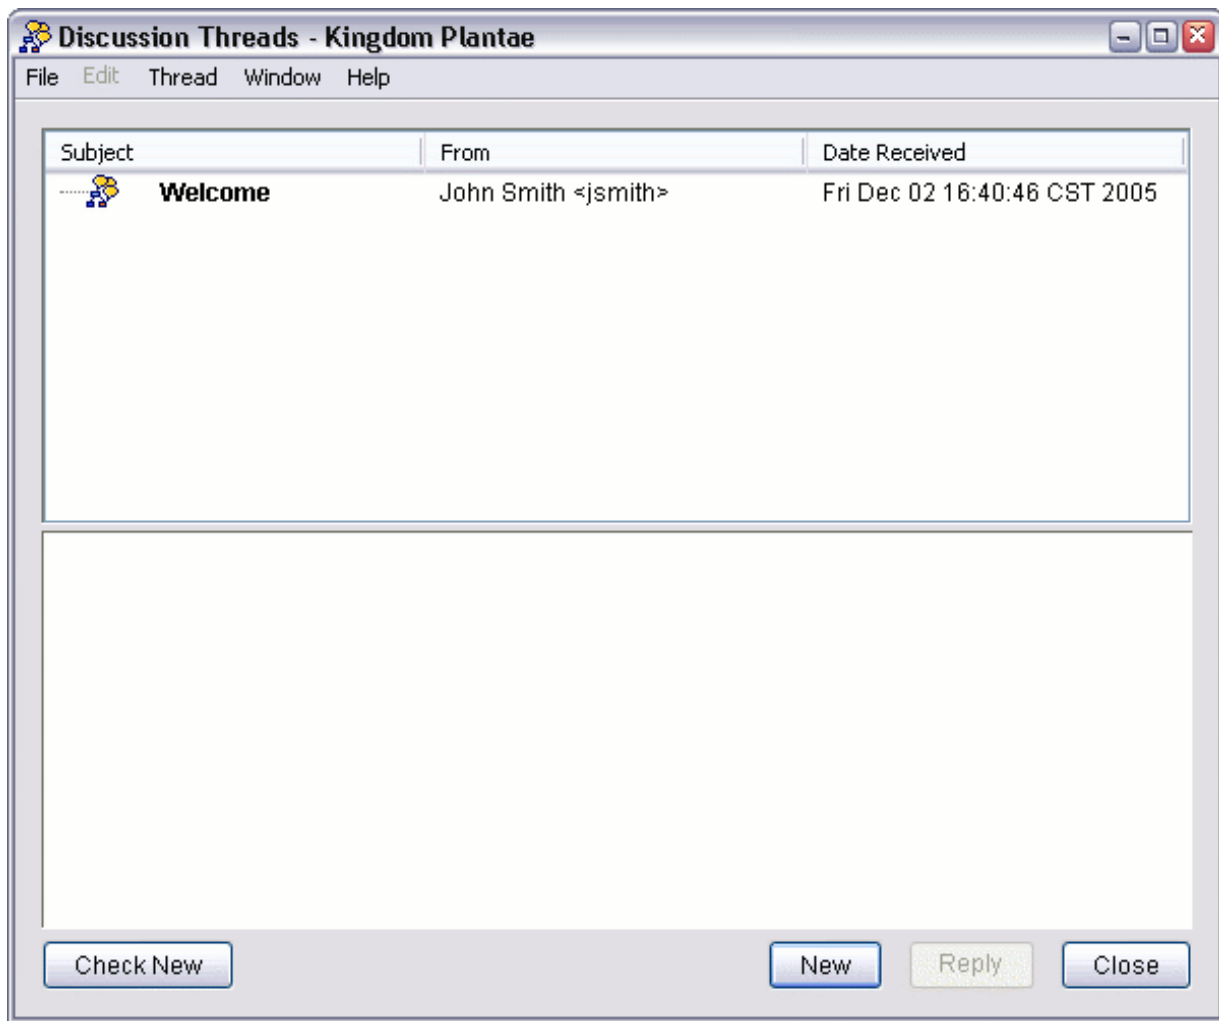 Discussion Threads - Kingdom Plantae
File Edit Thread Window Help
Subject From Date Received
Welcome John Smith <jsmith> Fri Dec 02 16:40:46 CST 2005
Check New New Reply Close